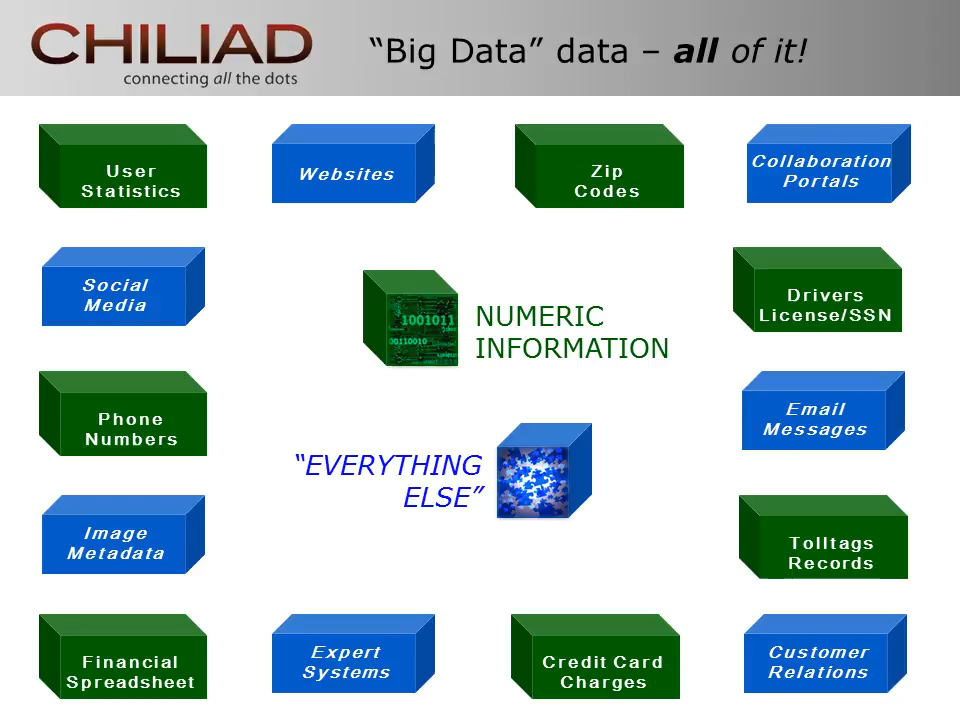 CHILIAD
connecting all the dots
“Big Data” data – all of it!
User
Statistics
Websites
Zip
Codes
Collaboration
Portals
Social
Media
1001011
00110010
NUMERIC
INFORMATION
Drivers
License/SSN
Phone
Numbers
“EVERYTHING
ELSE”
Email
Messages
Image
Metadata
Tolltags
Records
Financial
Spreadsheet
Expert
Systems
Credit Card
Charges
Customer
Relations